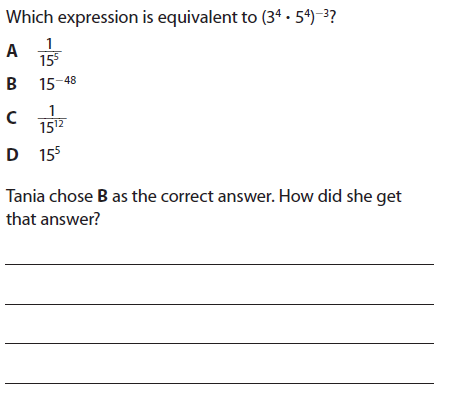 Which expression is equivalent to (3⁴ · 5⁴)⁻³?
A 1/15⁵
B 15⁻⁴⁸
C 1/15¹²
D 15⁵
Tania chose B as the correct answer. How did she get
that answer?